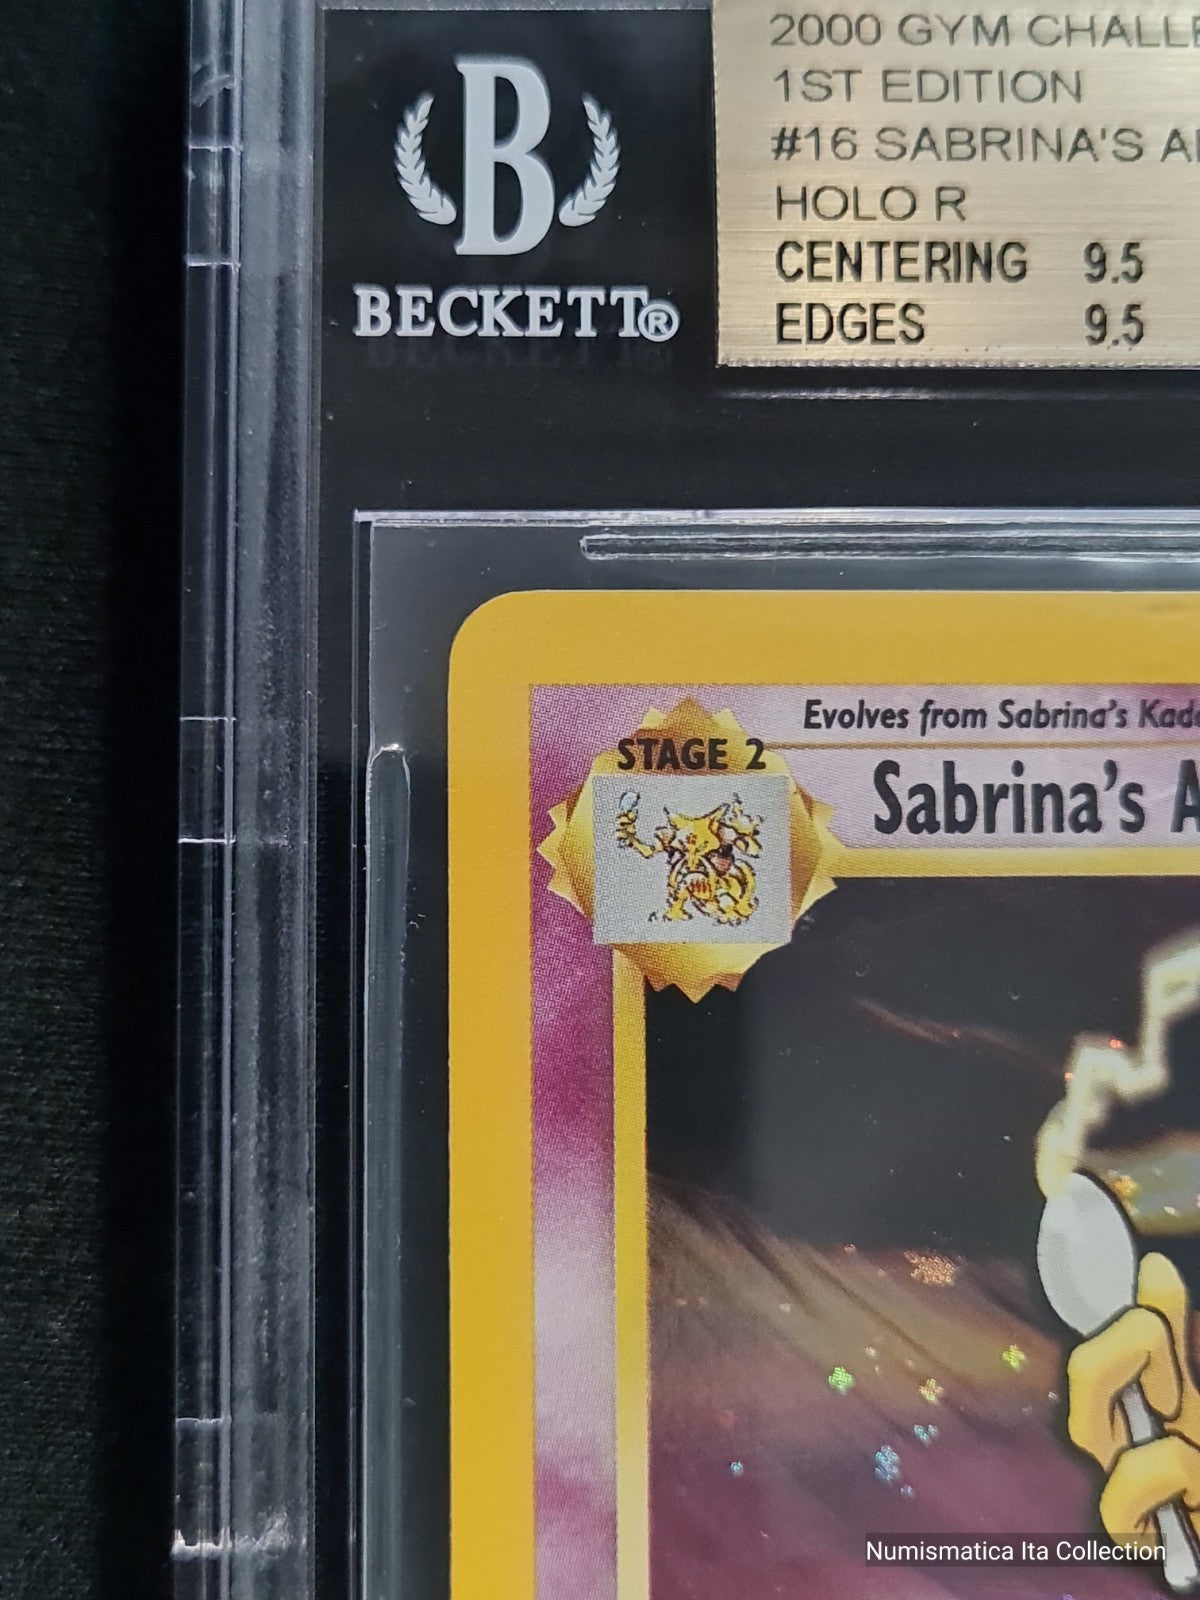 2000 GYM CHALLE
1ST EDITION
#16 SABRINA'S A
HOLO R
CENTERING 9.5
EDGES 9.5
B
BECKETT®
Evolves from Sabrina's Kad
STAGE 2
Sabrina's A
Numismatica Ita Collection